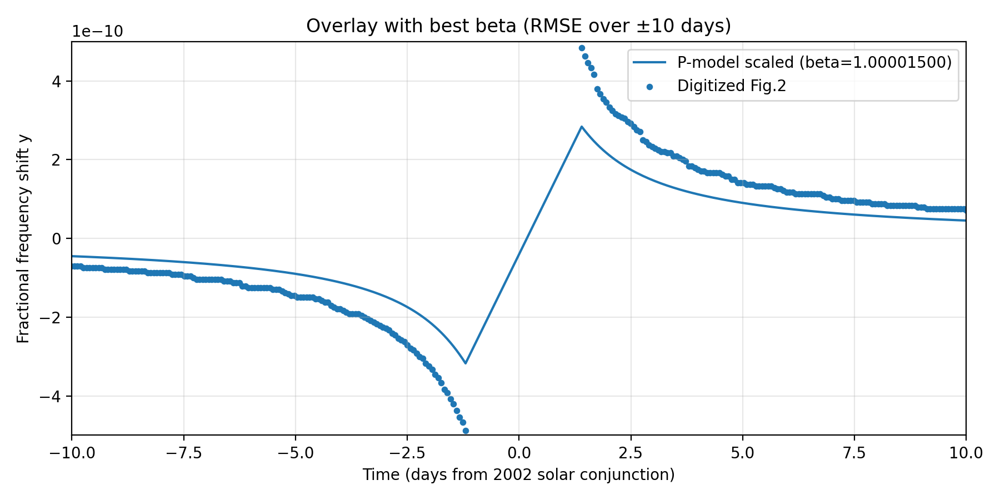 Overlay with best beta (RMSE over ±10 days)
1e−10
P-model scaled (beta=1.00001500)
Digitized Fig.2
Fractional frequency shift y
4
2
0
−2
−4
−10.0 −7.5 −5.0 −2.5 0.0 2.5 5.0 7.5 10.0
Time (days from 2002 solar conjunction)